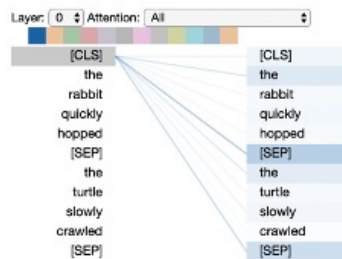 Layer: 0 Attention: All
[CLS] [CLS]
the the
rabbit rabbit
quickly quickly
hopped hopped
[SEP] [SEP]
the the
turtle turtle
slowly slowly
crawled crawled
[SEP] [SEP]